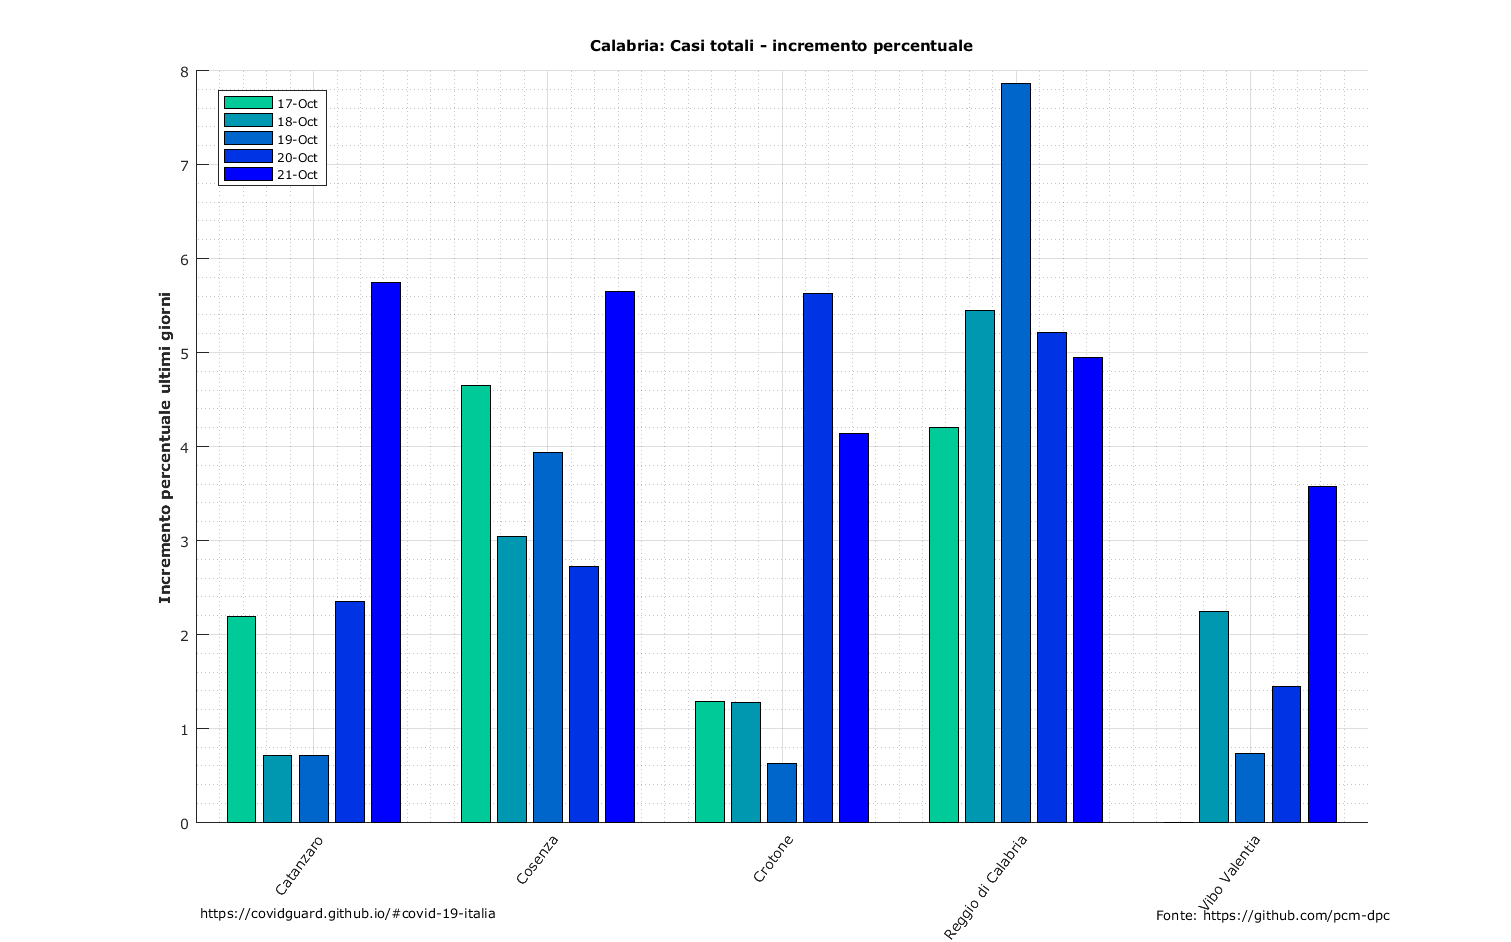 Calabria: Casi totali - incremento percentuale
8
7
6
5
4
3
2
1
0
Incremento percentuale ultimi giorni
17-Oct
18-Oct
19-Oct
20-Oct
21-Oct
Catanzaro
Cosenza
Crotone
Reggio di Calabria
Vibo Valentia
https://covidguard.github.io/#covid-19-italia
Fonte: https://github.com/pcm-dpc